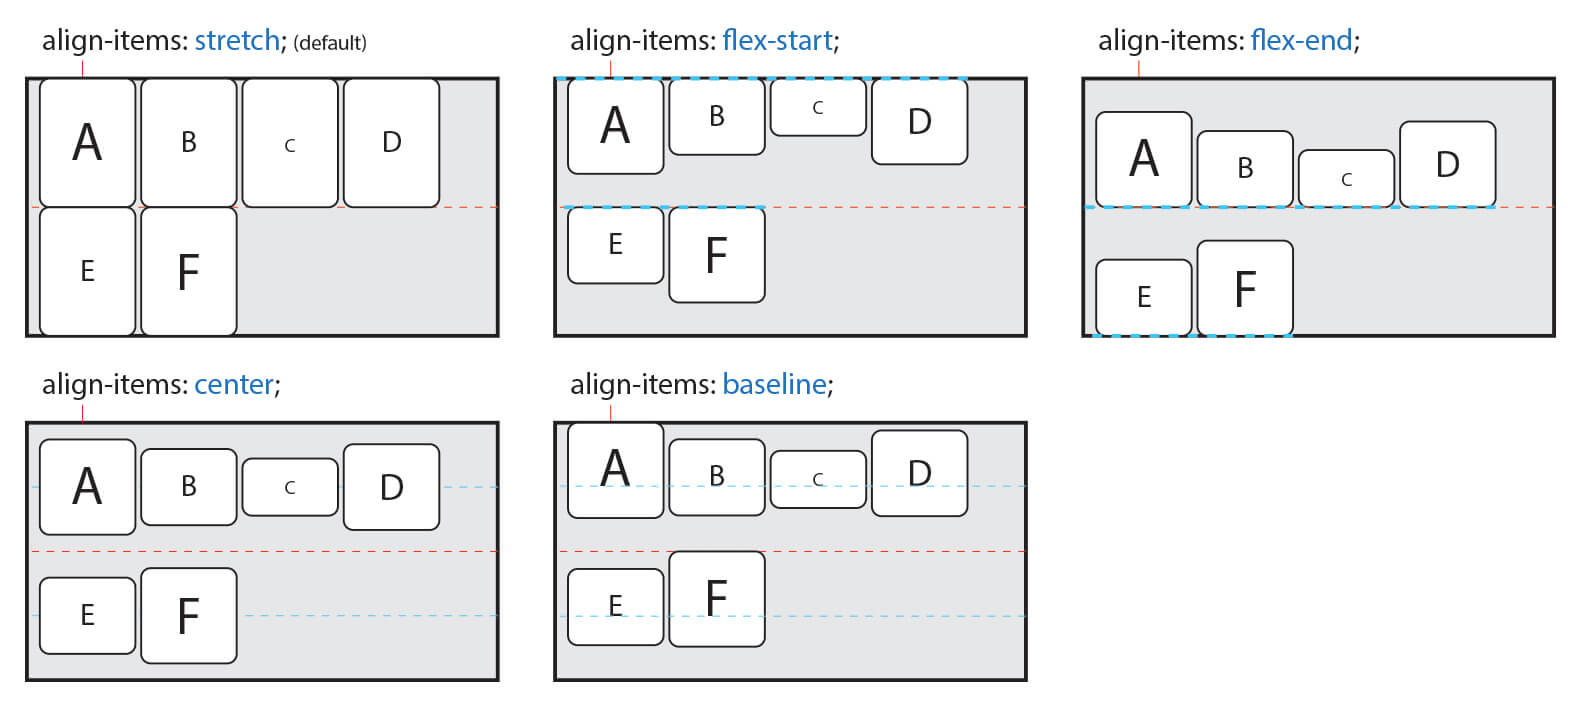 align-items: stretch; (default)
A B C D
E F
align-items: flex-start;
A B C D
E F
align-items: flex-end;
A B C D
E F
align-items: center;
A B C D
E F
align-items: baseline;
A B C D
E F